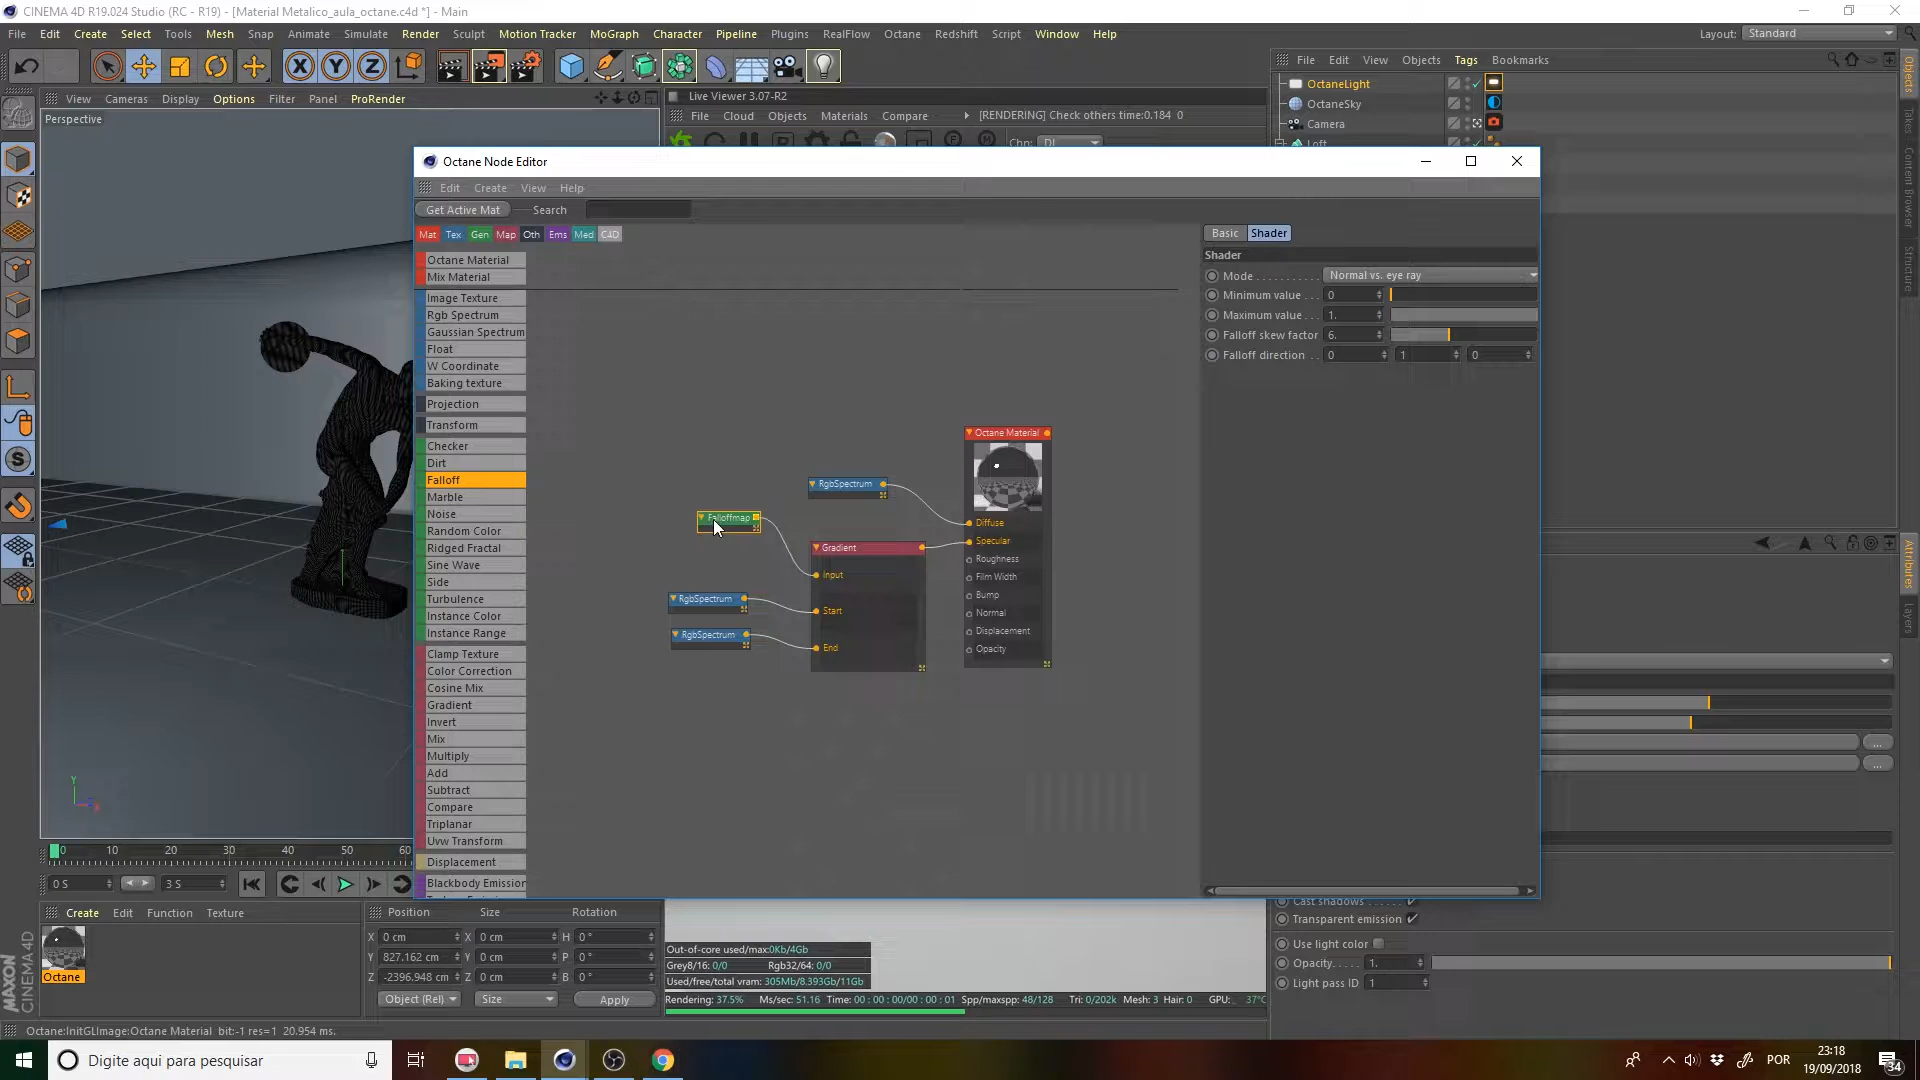 CINEMA 4D R19.024 Studio (RC - R19) - [Material Metalico_aula_octane.c4d *] - Main
File Edit Create Select Tools Mesh Snap Animate Simulate Render Sculpt Motion Tracker MoGraph Character Pipeline Plugins RealFlow Octane Redshift Script Window Help
Layout: Standard
File Edit View Objects Tags Bookmarks
View Cameras Display Options Filter Panel ProRender
Live Viewer 3.07-R2
Perspective
File Cloud Objects Materials Compare [RENDERING] Check others time:0.184 0
Chn: DL
OctaneLight
OctaneSky
Camera
Loft
Objects
Takes
Content Browser
Structure
Attributes
Layers
Octane Node Editor
Edit Create View Help
Get Active Mat Search
Mat Tex Gen Map Oth Ems Med C4D
Octane Material
Mix Material
Image Texture
Rgb Spectrum
Gaussian Spectrum
Float
W Coordinate
Baking texture
Projection
Transform
Checker
Dirt
Falloff
Marble
Noise
Random Color
Ridged Fractal
Sine Wave
Side
Turbulence
Instance Color
Instance Range
Clamp Texture
Color Correction
Cosine Mix
Gradient
Invert
Mix
Multiply
Add
Subtract
Compare
Triplanar
Uvw Transform
Displacement
Blackbody Emission
Falloffmap
RgbSpectrum
RgbSpectrum
RgbSpectrum
Gradient
Input
Start
End
Octane Material
Diffuse
Specular
Roughness
Film Width
Bump
Normal
Displacement
Opacity
Basic Shader
Shader
Mode . . . . . . . . . . . Normal vs. eye ray
Minimum value . . . 0
Maximum value . . . 1.
Falloff skew factor 6.
Falloff direction . . 0 1 0
X Y Z
S
Y
0 10 20 30 40 50 60
0 S 3 S
Create Edit Function Texture
Octane
MAXON
CINEMA 4D
Position Size Rotation
X 0 cm X 0 cm H 0 °
Y 827.162 cm Y 0 cm P 0 °
Z -2396.948 cm Z 0 cm B 0 °
Object (Rel) Size Apply
Out-of-core used/max:0Kb/4Gb
Grey8/16: 0/0 Rgb32/64: 0/0
Used/free/total vram: 305Mb/8.393Gb/11Gb
Rendering: 37.5% Ms/sec: 51.16 Time: 00 : 00 : 00/00 : 00 : 01 Spp/maxspp: 48/128 Tri: 0/202k Mesh: 3 Hair: 0 GPU: 37°C
... 
...
Cast shadows
Transparent emission
Use light color
Opacity. . . . . 1.
Light pass ID 1
Octane:InitGLImage:Octane Material bit:-1 res=1 20.954 ms.
Digite aqui para pesquisar
POR
23:18
19/09/2018
34